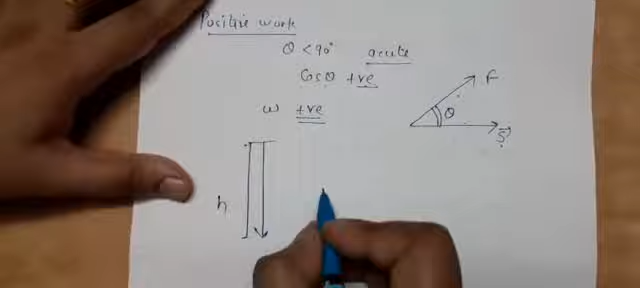 Positive work
θ < 90° acute
Cosθ +ve
w +ve
F
θ
S⃗
h